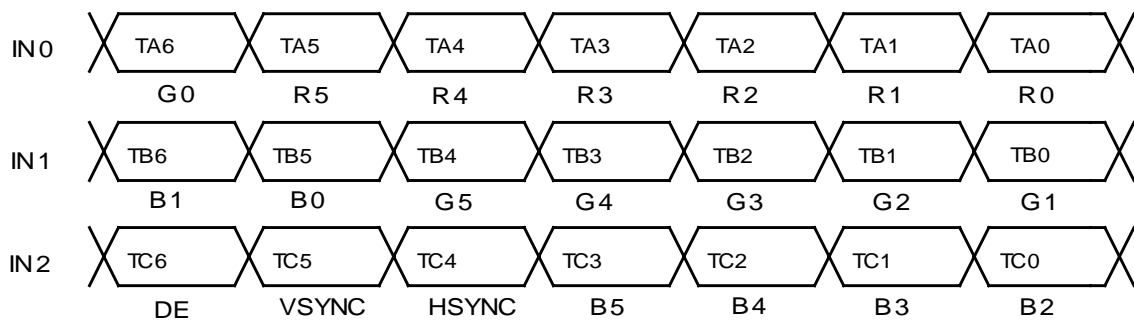 IN0 TA6 TA5 TA4 TA3 TA2 TA1 TA0
G0 R5 R4 R3 R2 R1 R0
IN1 TB6 TB5 TB4 TB3 TB2 TB1 TB0
B1 B0 G5 G4 G3 G2 G1
IN2 TC6 TC5 TC4 TC3 TC2 TC1 TC0
DE VSYNC HSYNC B5 B4 B3 B2